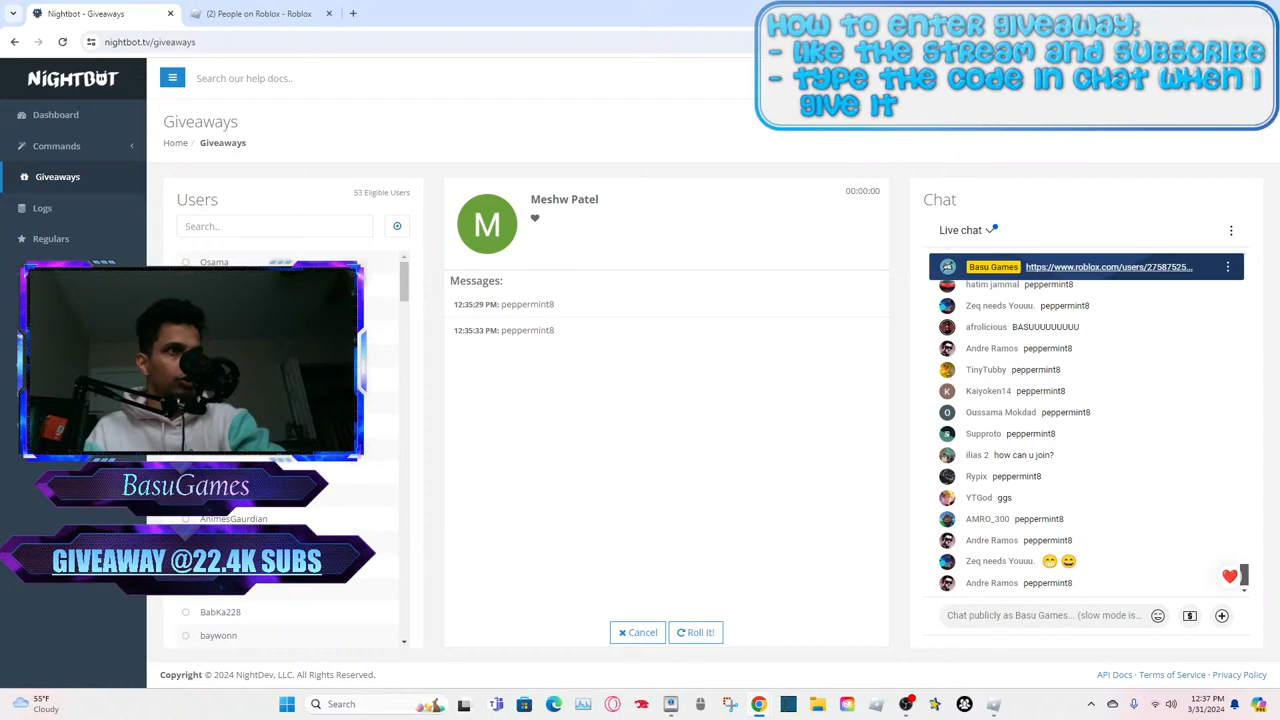 Nightbot - Giveaways
(2) People on Roblox - Roblox
nightbot.tv/giveaways
HOW TO ENTER GIVEAWAY:
- LIKE THE STREAM AND SUBSCRIBE
- TYPE THE CODE IN CHAT WHEN I
GIVE IT
NIGHTBOT
Search our help docs..
Dashboard
Commands
Giveaways
Logs
Regulars
Giveaways
Home / Giveaways
Users
53 Eligible Users
Search..
Osama
AnimesGaurdian
BabKa228
baywonn
BasuGames
GIVEAWAY @22.4K SUBS
M
Meshw Patel
00:00:00
Messages:
12:35:29 PM: peppermint8
12:35:33 PM: peppermint8
Cancel
Roll It!
Chat
Live chat
Basu Games https://www.roblox.com/users/27587525...
hatim jammal peppermint8
Zeq needs Youuu. peppermint8
afrolicious BASUUUUUUUUU
Andre Ramos peppermint8
TinyTubby peppermint8
K Kaiyoken14 peppermint8
O Oussama Mokdad peppermint8
Supproto peppermint8
ilias 2 how can u join?
Rypix peppermint8
YTGod ggs
AMRO_300 peppermint8
Andre Ramos peppermint8
Zeq needs Youuu. 😁😄
Andre Ramos peppermint8
Chat publicly as Basu Games... (slow mode is...
Copyright © 2024 NightDev, LLC. All Rights Reserved.
API Docs - Terms of Service - Privacy Policy
55°F
Cloudy
Search
12:37 PM
3/31/2024